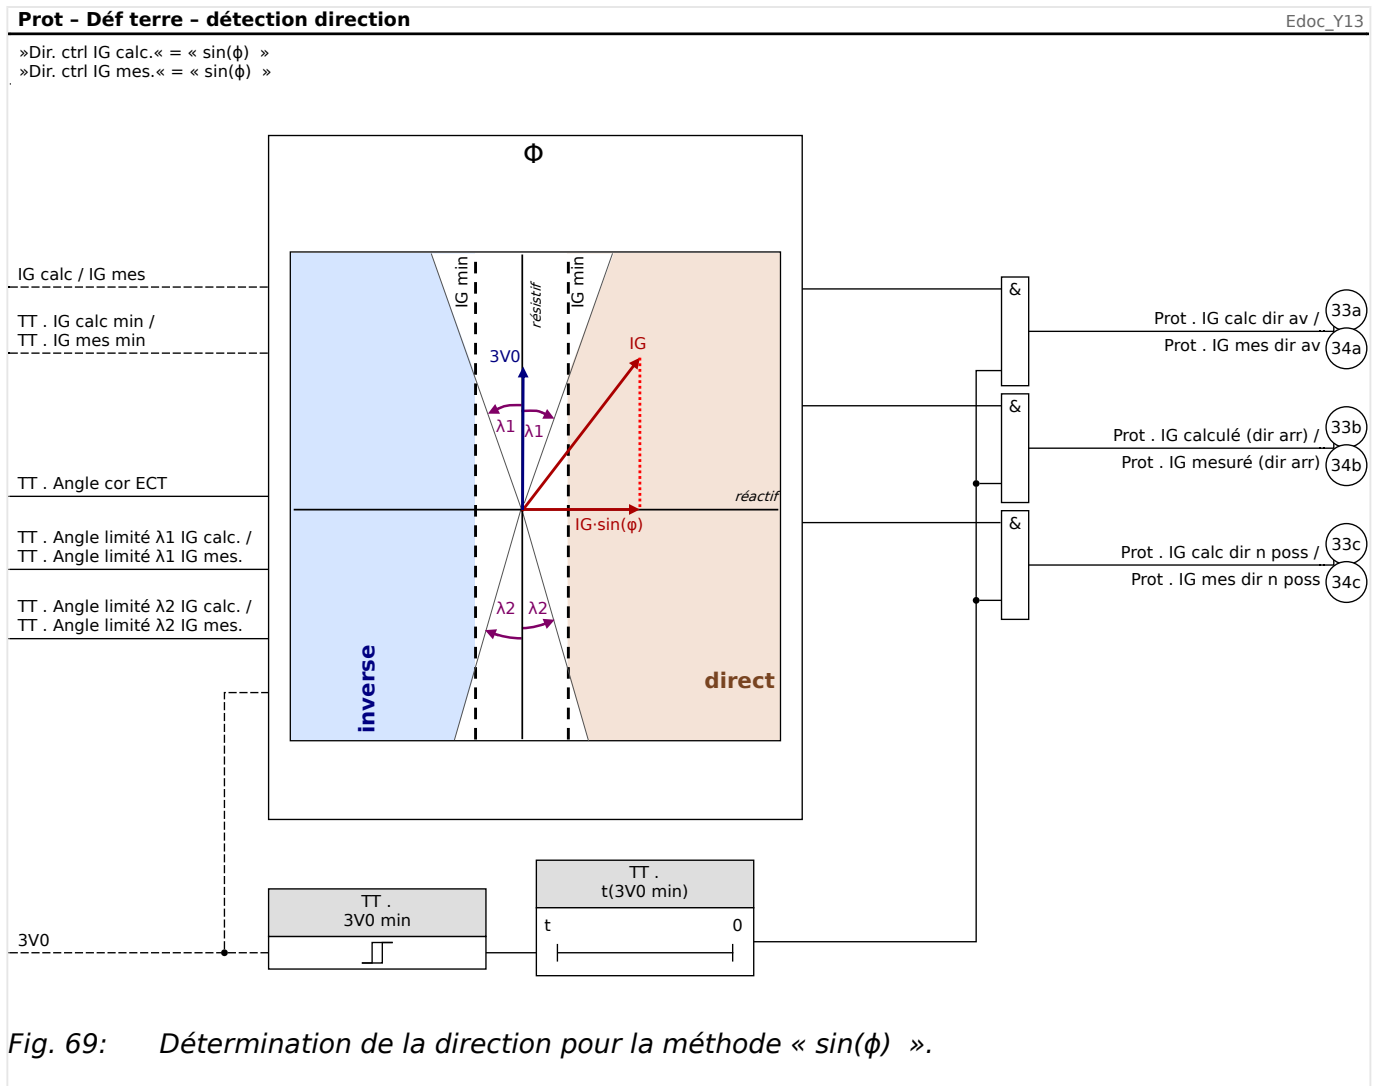 Prot – Déf terre – détection direction
Edoc_Y13
»Dir. ctrl IG calc.« = « sin(ϕ)  »
»Dir. ctrl IG mes.« = « sin(ϕ)  »
Φ
IG calc / IG mes
TT . IG calc min /
TT . IG mes min
TT . Angle cor ECT
TT . Angle limité λ1 IG calc. /
TT . Angle limité λ1 IG mes.
TT . Angle limité λ2 IG calc. /
TT . Angle limité λ2 IG mes.
3V0
IG min
résistif
IG min
3V0
IG
λ1
λ1
réactif
IG·sin(φ)
λ2
λ2
inverse
direct
&
Prot . IG calc dir av /
33a
Prot . IG mes dir av
34a
&
Prot . IG calculé (dir arr) /
33b
Prot . IG mesuré (dir arr)
34b
&
Prot . IG calc dir n poss /
33c
Prot . IG mes dir n poss
34c
TT .
3V0 min
TT .
t(3V0 min)
t
0
Fig. 69: Détermination de la direction pour la méthode « sin(ϕ)  ».